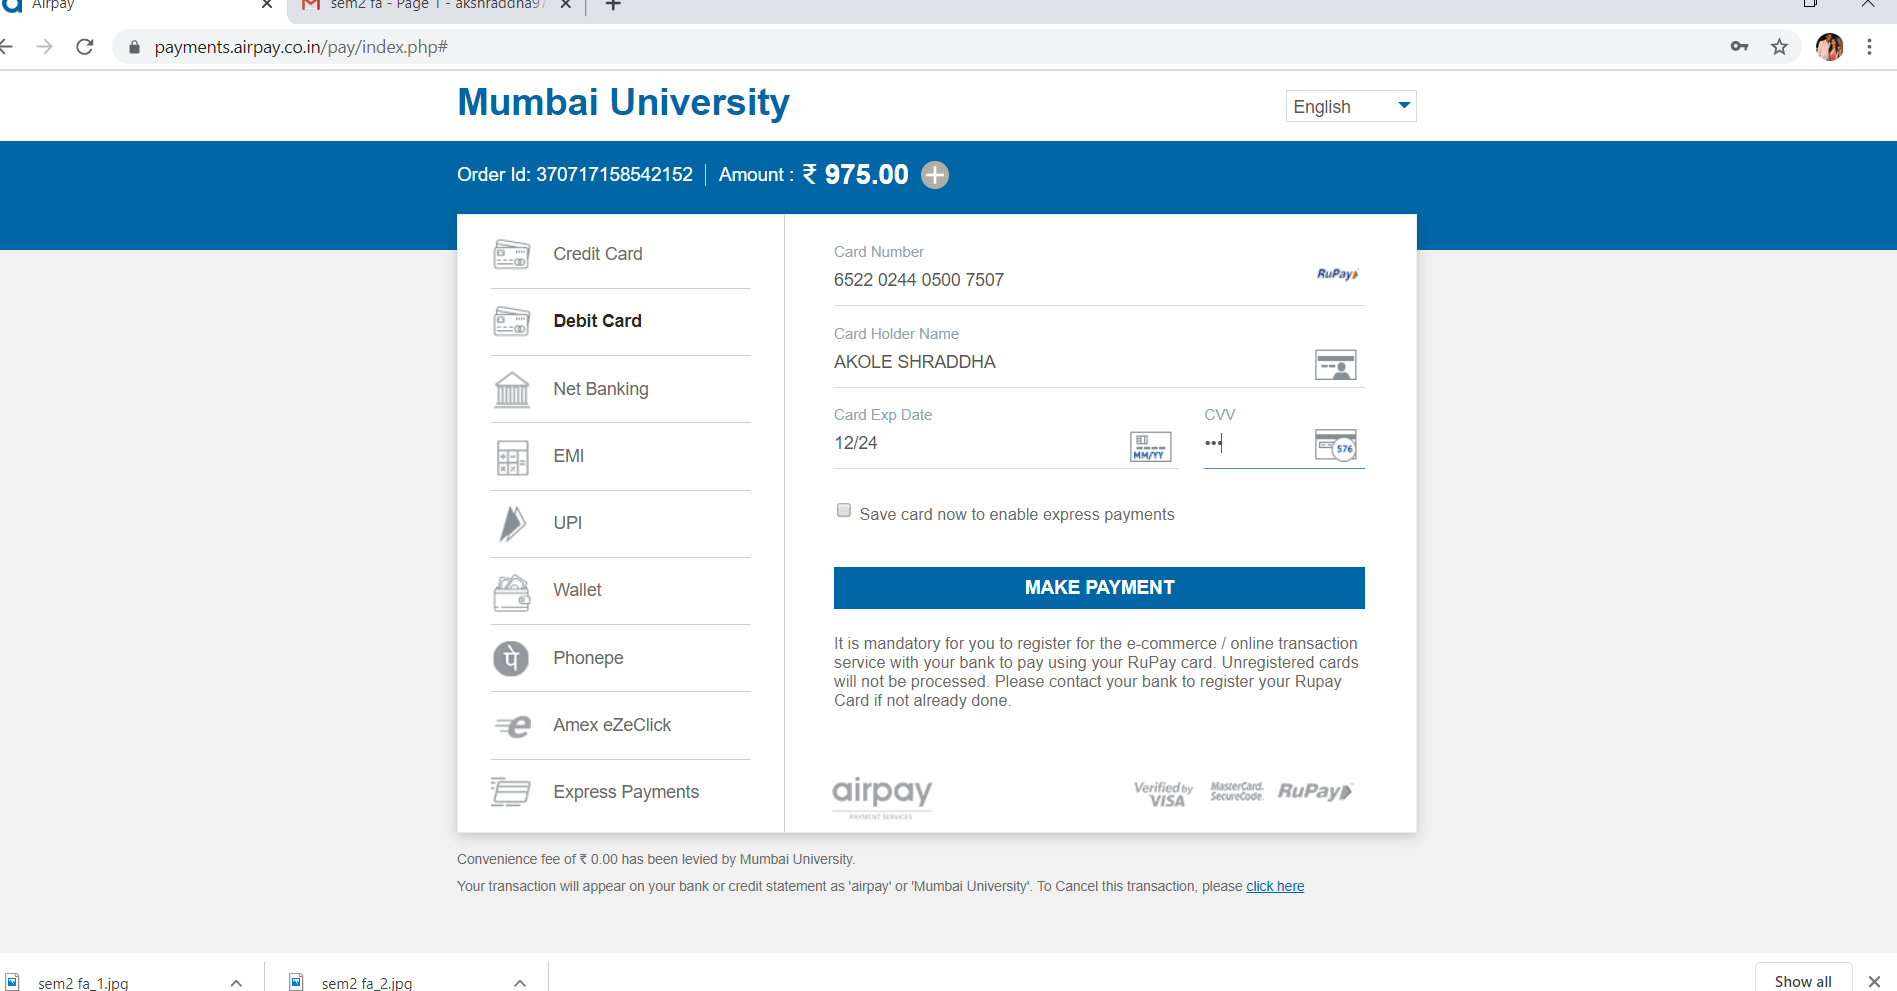 Airpay
sem2 fa - Page 1 - akshraddha97
payments.airpay.co.in/pay/index.php#
Mumbai University
English
Order Id: 370717158542152 | Amount : ₹ 975.00
Credit Card
Debit Card
Net Banking
EMI
UPI
Wallet
Phonepe
Amex eZeClick
Express Payments
Card Number
6522 0244 0500 7507
RuPay
Card Holder Name
AKOLE SHRADDHA
Card Exp Date
12/24
MM/YY
CVV
•••
576
Save card now to enable express payments
MAKE PAYMENT
It is mandatory for you to register for the e-commerce / online transaction
service with your bank to pay using your RuPay card. Unregistered cards
will not be processed. Please contact your bank to register your Rupay
Card if not already done.
airpay
PAYMENT SERVICES
Verified by
VISA
MasterCard.
SecureCode.
RuPay
Convenience fee of ₹ 0.00 has been levied by Mumbai University.
Your transaction will appear on your bank or credit statement as 'airpay' or 'Mumbai University'. To Cancel this transaction, please click here
sem2 fa_1.jpg
sem2 fa_2.jpg
Show all